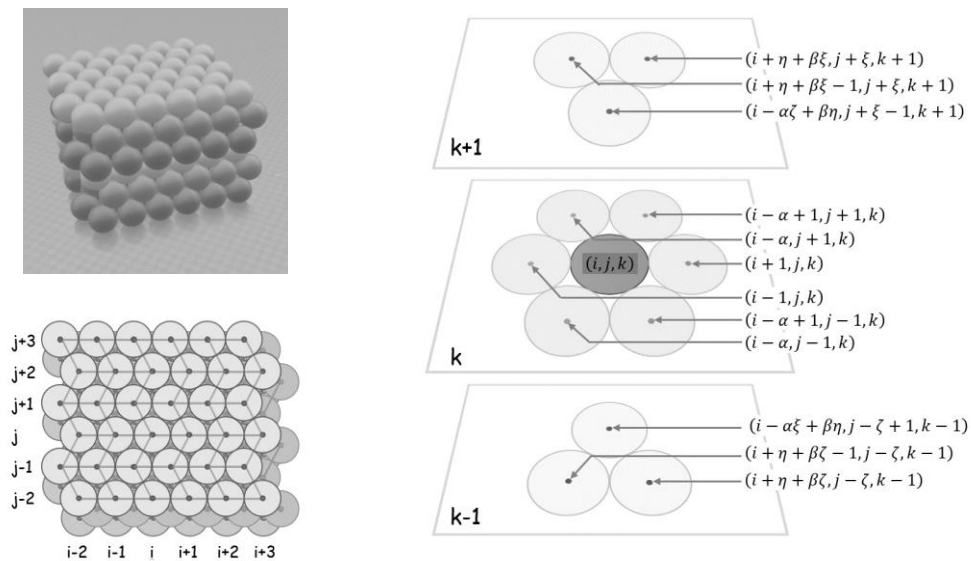 j+3
j+2
j+1
j
j-1
j-2
i-2 i-1 i i+1 i+2 i+3
(i + η + βξ, j + ξ, k + 1)
(i + η + βξ − 1, j + ξ, k + 1)
(i − αζ + βη, j + ξ − 1, k + 1)
k+1
(i − α + 1, j + 1, k)
(i − α, j + 1, k)
(i, j, k)
(i + 1, j, k)
(i − 1, j, k)
(i − α + 1, j − 1, k)
(i − α, j − 1, k)
k
(i − αξ + βη, j − ζ + 1, k − 1)
(i + η + βζ − 1, j − ζ, k − 1)
(i + η + βζ, j − ζ, k − 1)
k-1